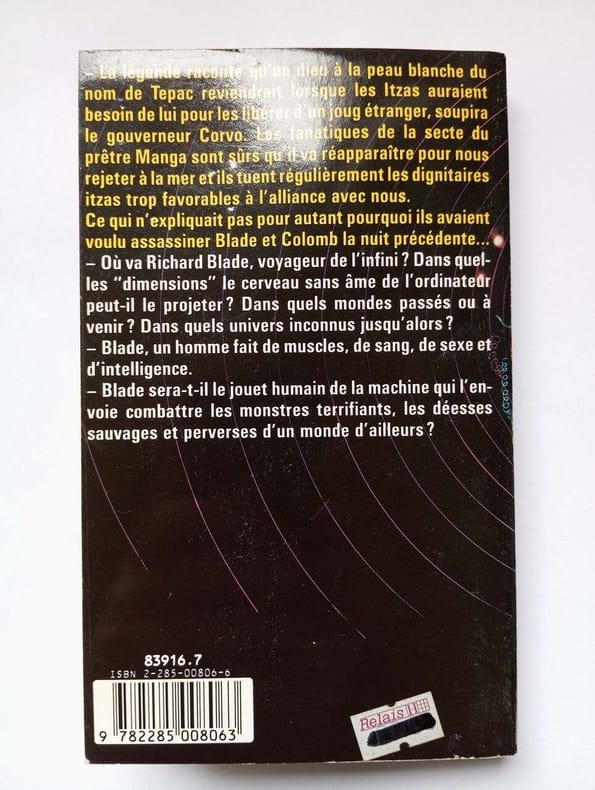 – La légende raconte qu'un dieu à la peau blanche du
nom de Tepac reviendrait lorsque les Itzas auraient
besoin de lui pour les libérer d'un joug étranger, soupira
le gouverneur Corvo. Les fanatiques de la secte du
prêtre Manga sont sûrs qu'il va réapparaître pour nous
rejeter à la mer et ils tuent régulièrement les dignitaires
itzas trop favorables à l'alliance avec nous.
Ce qui n'expliquait pas pour autant pourquoi ils avaient
voulu assassiner Blade et Colomb la nuit précédente...
– Où va Richard Blade, voyageur de l'infini ? Dans quel-
les "dimensions" le cerveau sans âme de l'ordinateur
peut-il le projeter ? Dans quels mondes passés ou à
venir ? Dans quels univers inconnus jusqu'alors ?
– Blade, un homme fait de muscles, de sang, de sexe et
d'intelligence.
– Blade sera-t-il le jouet humain de la machine qui l'en-
voie combattre les monstres terrifiants, les déesses
sauvages et perverses d'un monde d'ailleurs ?
83916.7
ISBN 2-285-00806-6
9 782285 008063
Relais H